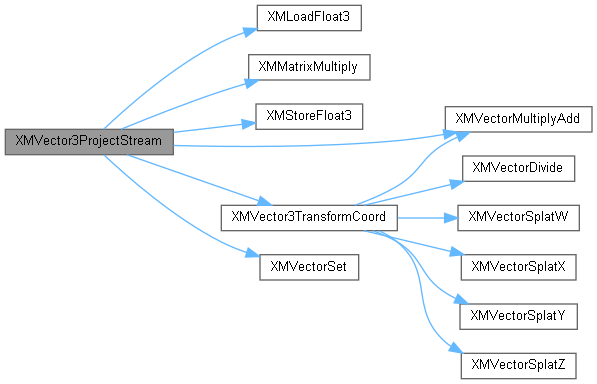 XMLoadFloat3
XMMatrixMultiply
XMStoreFloat3
XMVectorMultiplyAdd
XMVector3ProjectStream
XMVectorDivide
XMVector3TransformCoord
XMVectorSplatW
XMVectorSet
XMVectorSplatX
XMVectorSplatY
XMVectorSplatZ